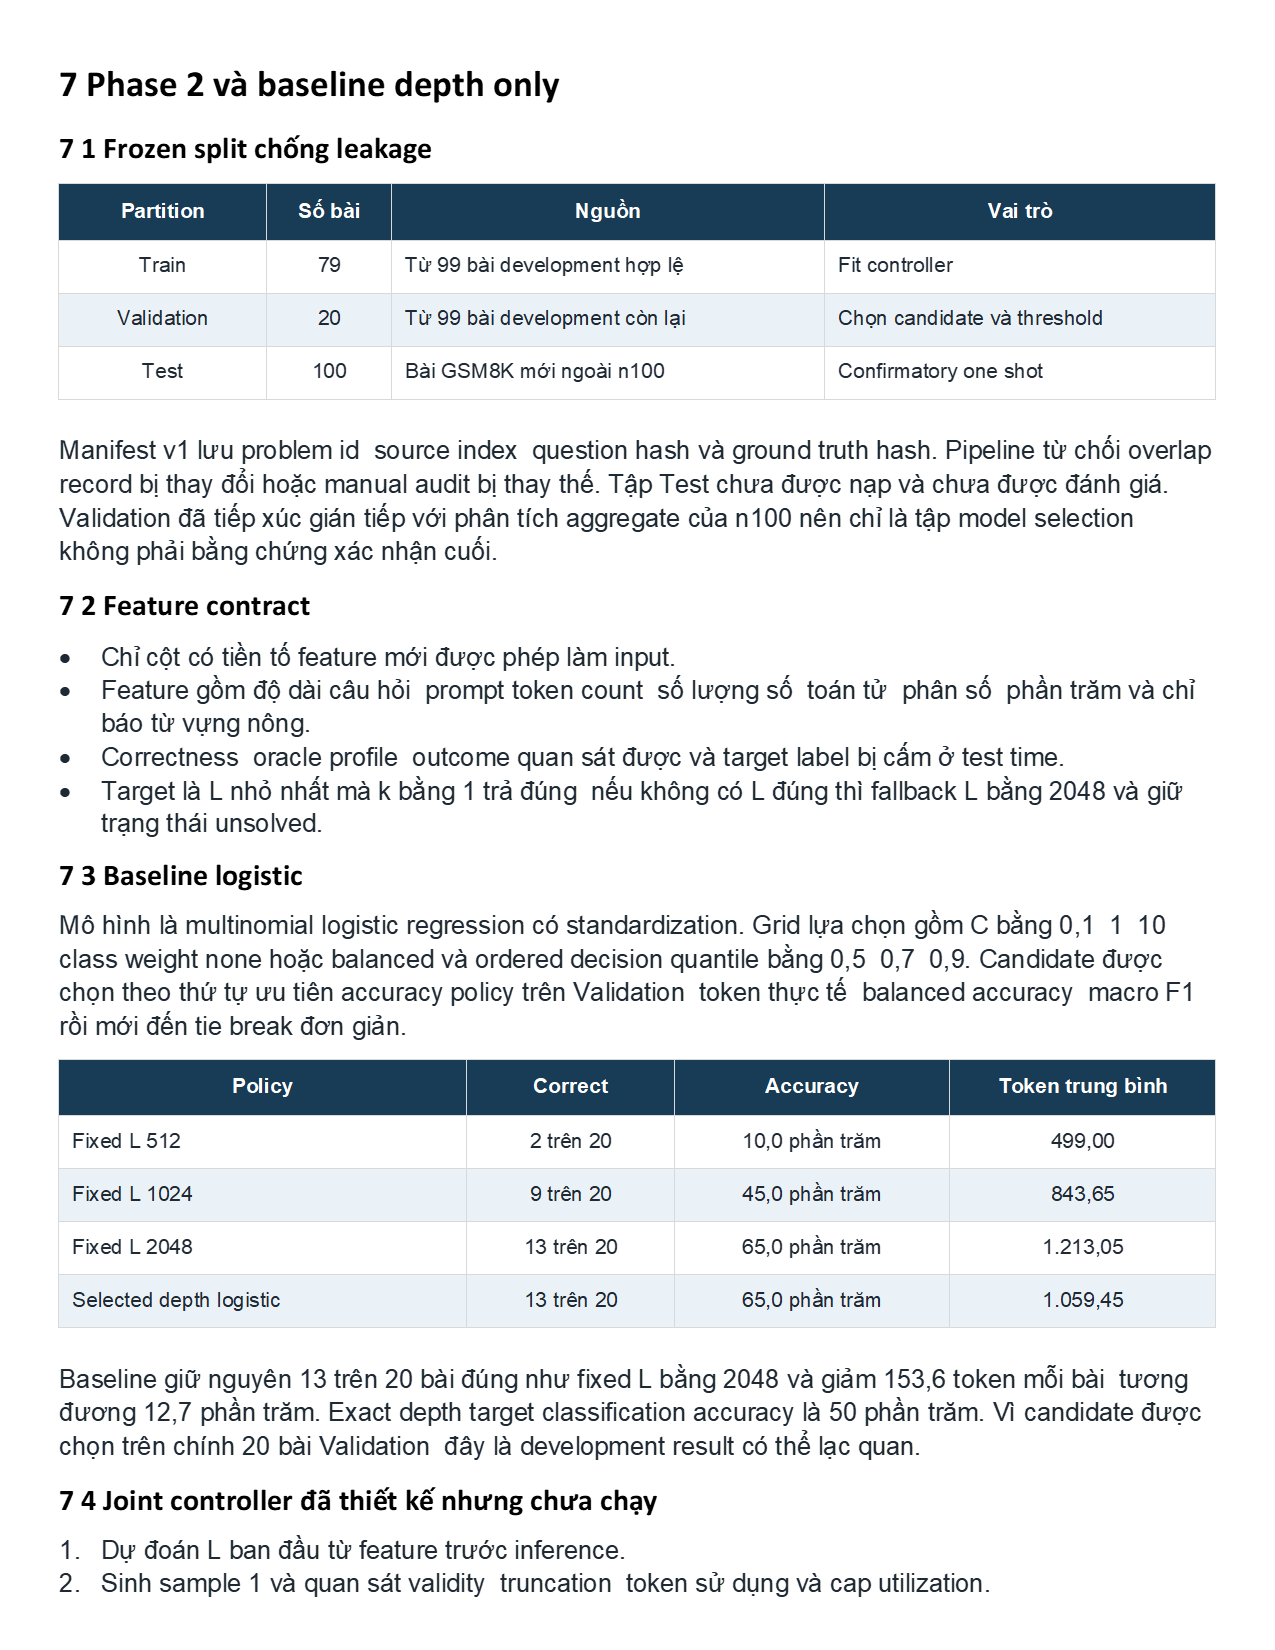 7 Phase 2 và baseline depth only
7 1 Frozen split chống leakage
Partition Số bài Nguồn Vai trò
Train 79 Từ 99 bài development hợp lệ Fit controller
Validation 20 Từ 99 bài development còn lại Chọn candidate và threshold
Test 100 Bài GSM8K mới ngoài n100 Confirmatory one shot
Manifest v1 lưu problem id  source index  question hash và ground truth hash. Pipeline từ chối overlap
record bị thay đổi hoặc manual audit bị thay thế. Tập Test chưa được nạp và chưa được đánh giá.
Validation đã tiếp xúc gián tiếp với phân tích aggregate của n100 nên chỉ là tập model selection
không phải bằng chứng xác nhận cuối.
7 2 Feature contract
• Chỉ cột có tiền tố feature mới được phép làm input.
• Feature gồm độ dài câu hỏi  prompt token count  số lượng số  toán tử  phân số  phần trăm và chỉ
báo từ vựng nông.
• Correctness  oracle profile  outcome quan sát được và target label bị cấm ở test time.
• Target là L nhỏ nhất mà k bằng 1 trả đúng  nếu không có L đúng thì fallback L bằng 2048 và giữ
trạng thái unsolved.
7 3 Baseline logistic
Mô hình là multinomial logistic regression có standardization. Grid lựa chọn gồm C bằng 0,1  1  10
class weight none hoặc balanced và ordered decision quantile bằng 0,5  0,7  0,9. Candidate được
chọn theo thứ tự ưu tiên accuracy policy trên Validation  token thực tế  balanced accuracy  macro F1
rồi mới đến tie break đơn giản.
Policy Correct Accuracy Token trung bình
Fixed L 512 2 trên 20 10,0 phần trăm 499,00
Fixed L 1024 9 trên 20 45,0 phần trăm 843,65
Fixed L 2048 13 trên 20 65,0 phần trăm 1.213,05
Selected depth logistic 13 trên 20 65,0 phần trăm 1.059,45
Baseline giữ nguyên 13 trên 20 bài đúng như fixed L bằng 2048 và giảm 153,6 token mỗi bài  tương
đương 12,7 phần trăm. Exact depth target classification accuracy là 50 phần trăm. Vì candidate được
chọn trên chính 20 bài Validation  đây là development result có thể lạc quan.
7 4 Joint controller đã thiết kế nhưng chưa chạy
1. Dự đoán L ban đầu từ feature trước inference.
2. Sinh sample 1 và quan sát validity  truncation  token sử dụng và cap utilization.